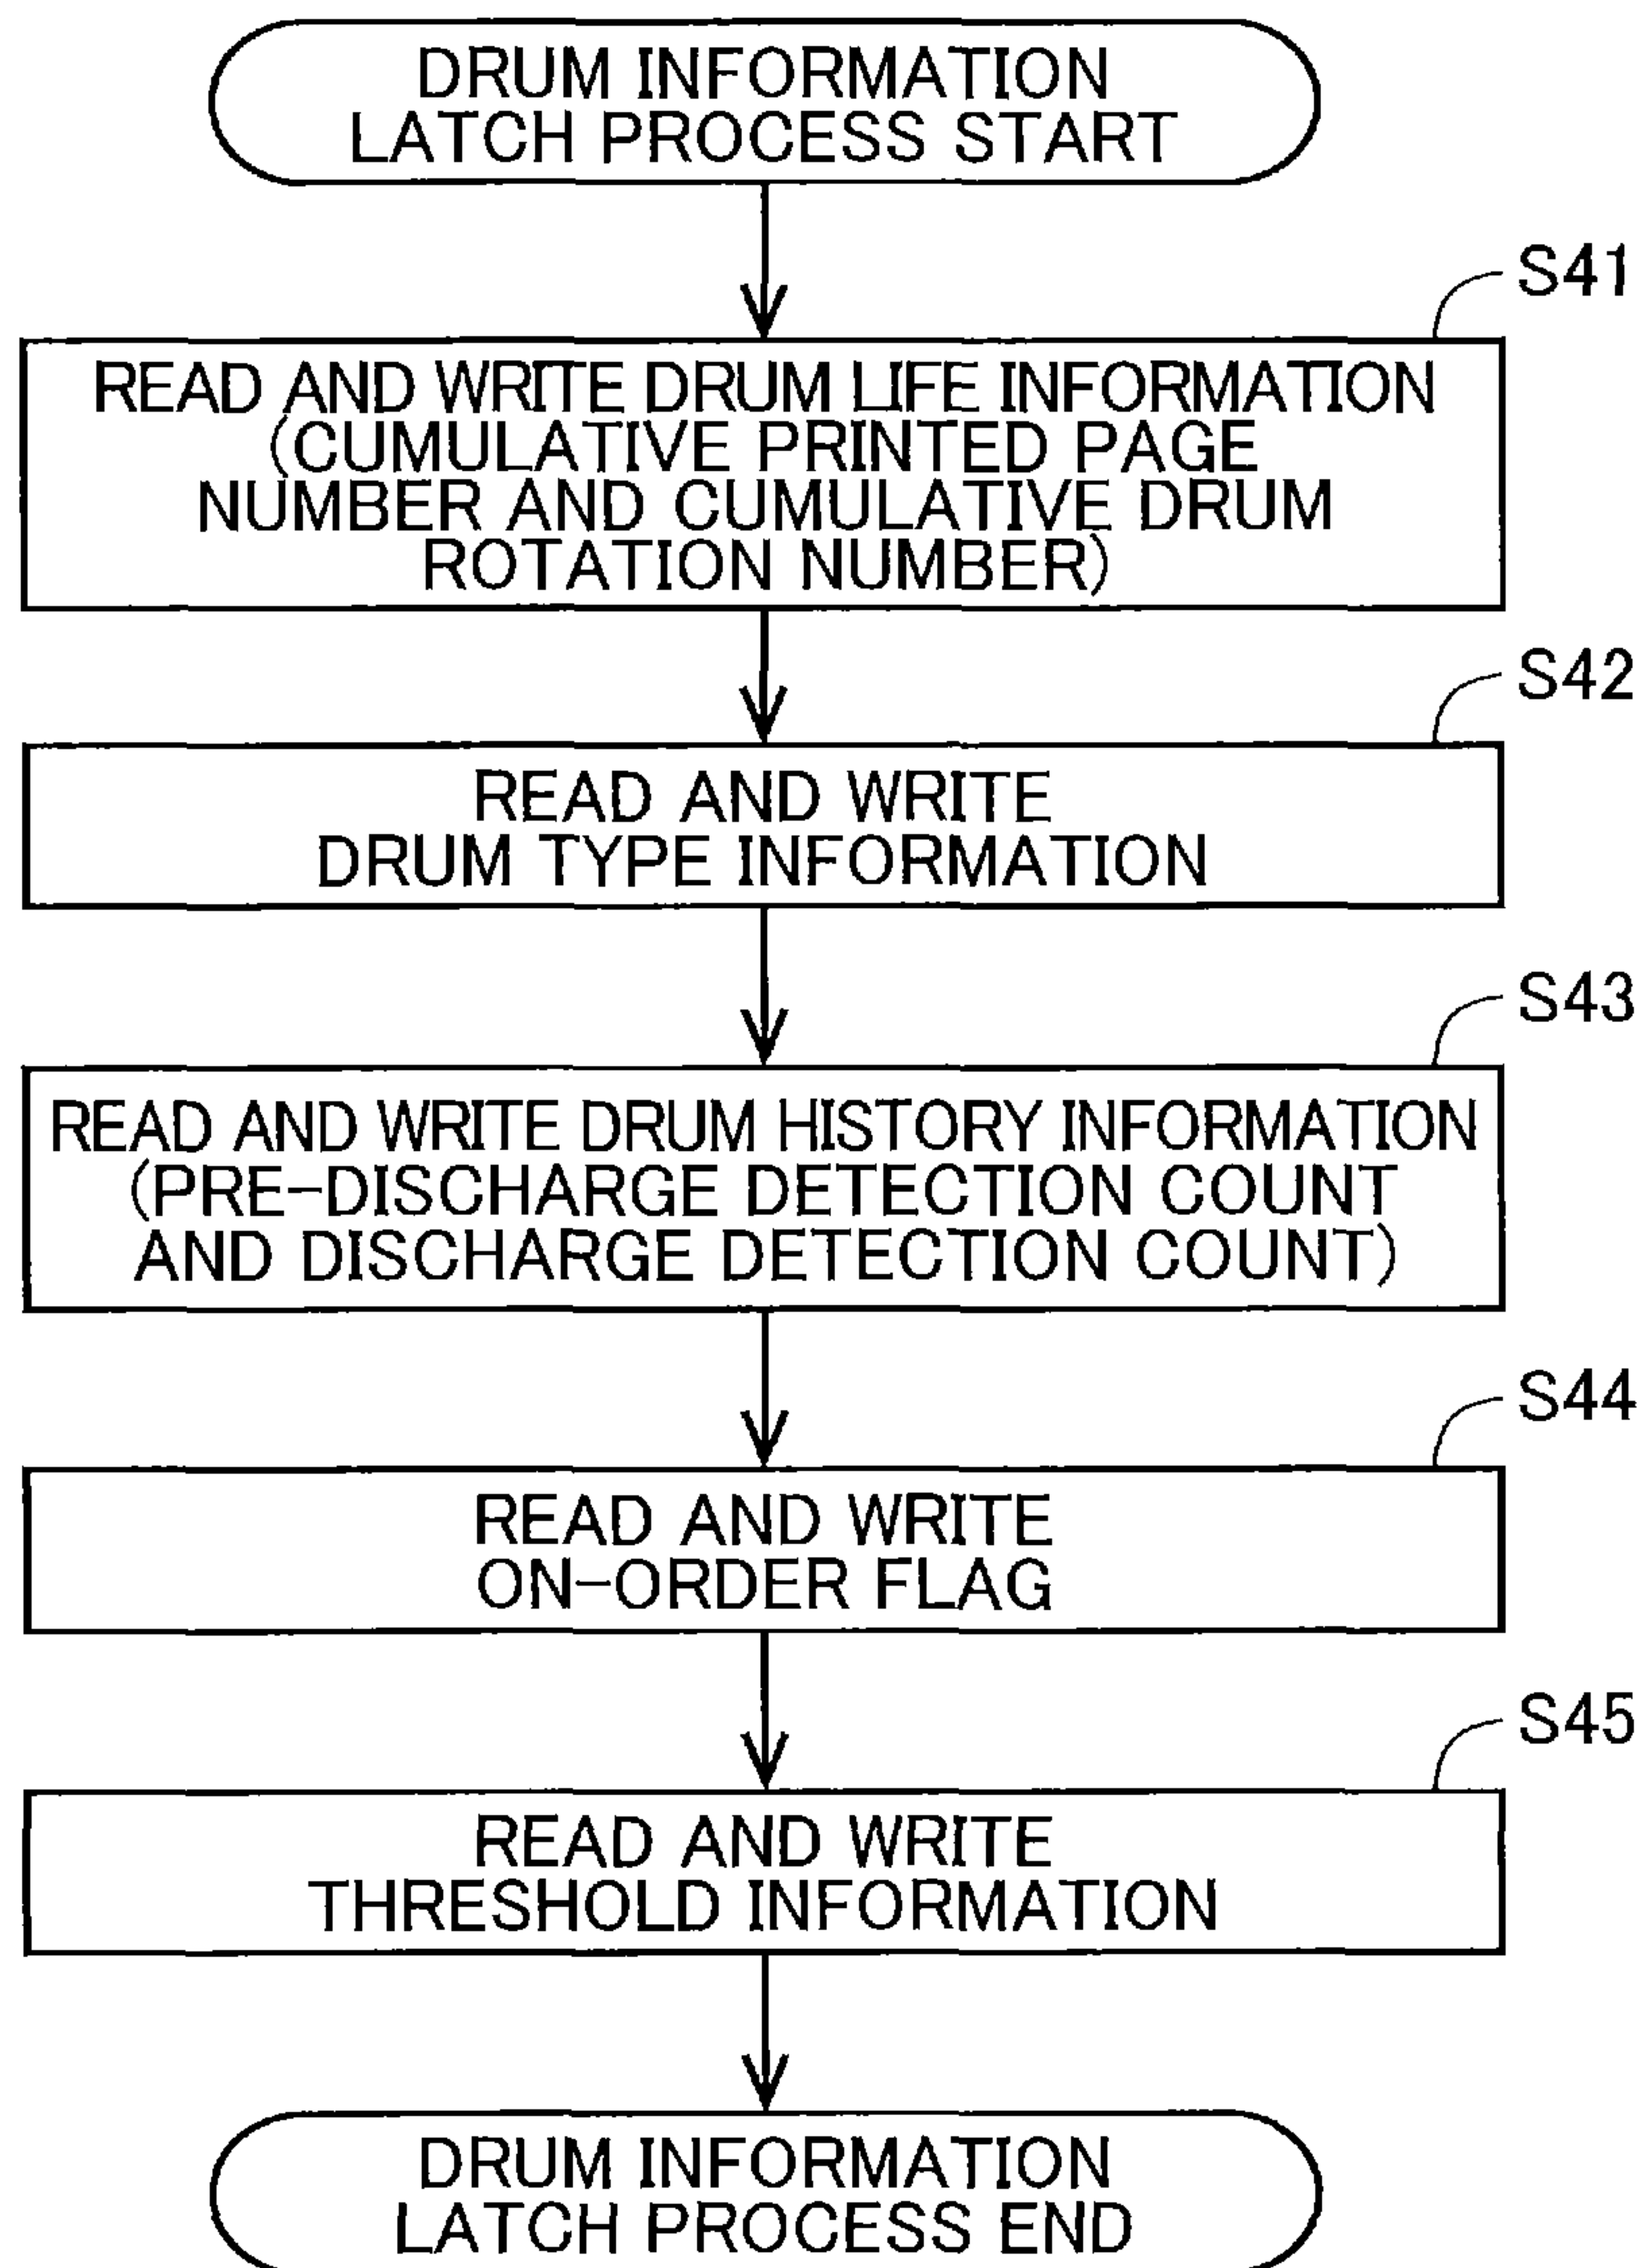 DRUM INFORMATION
LATCH PROCESS START
S41
READ AND WRITE DRUM LIFE INFORMATION
(CUMULATIVE PRINTED PAGE
NUMBER AND CUMULATIVE DRUM
ROTATION NUMBER)
S42
READ AND WRITE
DRUM TYPE INFORMATION
S43
READ AND WRITE DRUM HISTORY INFORMATION
(PRE-DISCHARGE DETECTION COUNT
AND DISCHARGE DETECTION COUNT)
S44
READ AND WRITE
ON-ORDER FLAG
S45
READ AND WRITE
THRESHOLD INFORMATION
DRUM INFORMATION
LATCH PROCESS END